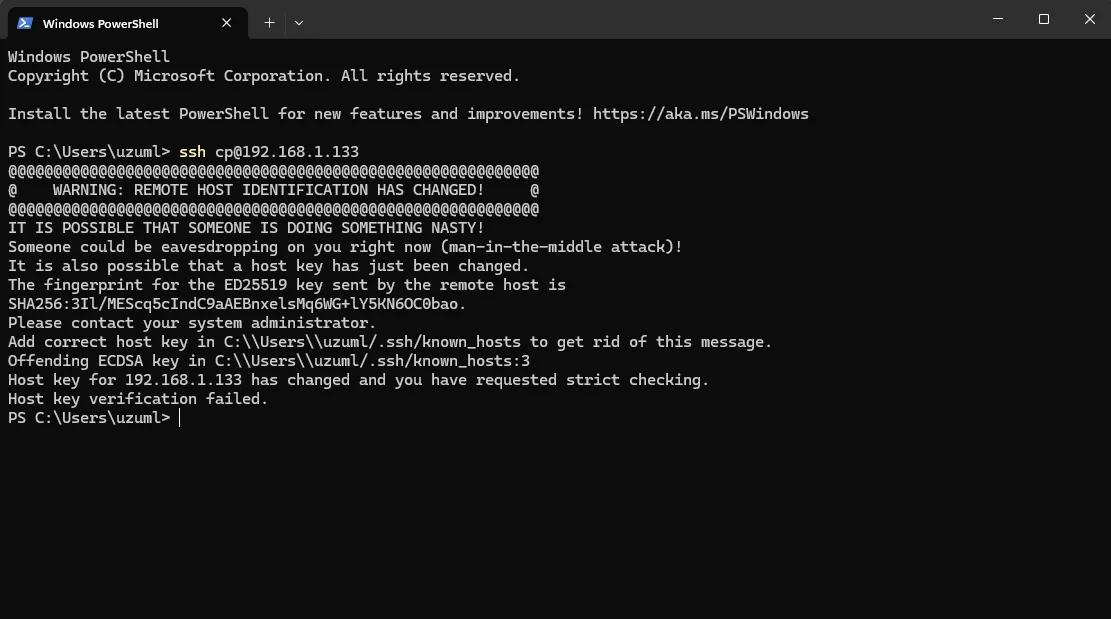 Windows PowerShell
Windows PowerShell
Copyright (C) Microsoft Corporation. All rights reserved.
Install the latest PowerShell for new features and improvements! https://aka.ms/PSWindows
PS C:\Users\uzuml> ssh cp@192.168.1.133
@@@@@@@@@@@@@@@@@@@@@@@@@@@@@@@@@@@@@@@@@@@@@@@@@@@@@@@@@@@
@    WARNING: REMOTE HOST IDENTIFICATION HAS CHANGED!     @
@@@@@@@@@@@@@@@@@@@@@@@@@@@@@@@@@@@@@@@@@@@@@@@@@@@@@@@@@@@
IT IS POSSIBLE THAT SOMEONE IS DOING SOMETHING NASTY!
Someone could be eavesdropping on you right now (man-in-the-middle attack)!
It is also possible that a host key has just been changed.
The fingerprint for the ED25519 key sent by the remote host is
SHA256:3Il/MEScq5cIndC9aAEBnxelsMq6WG+lY5KN6OC0bao.
Please contact your system administrator.
Add correct host key in C:\\Users\\uzuml/.ssh/known_hosts to get rid of this message.
Offending ECDSA key in C:\\Users\\uzuml/.ssh/known_hosts:3
Host key for 192.168.1.133 has changed and you have requested strict checking.
Host key verification failed.
PS C:\Users\uzuml>